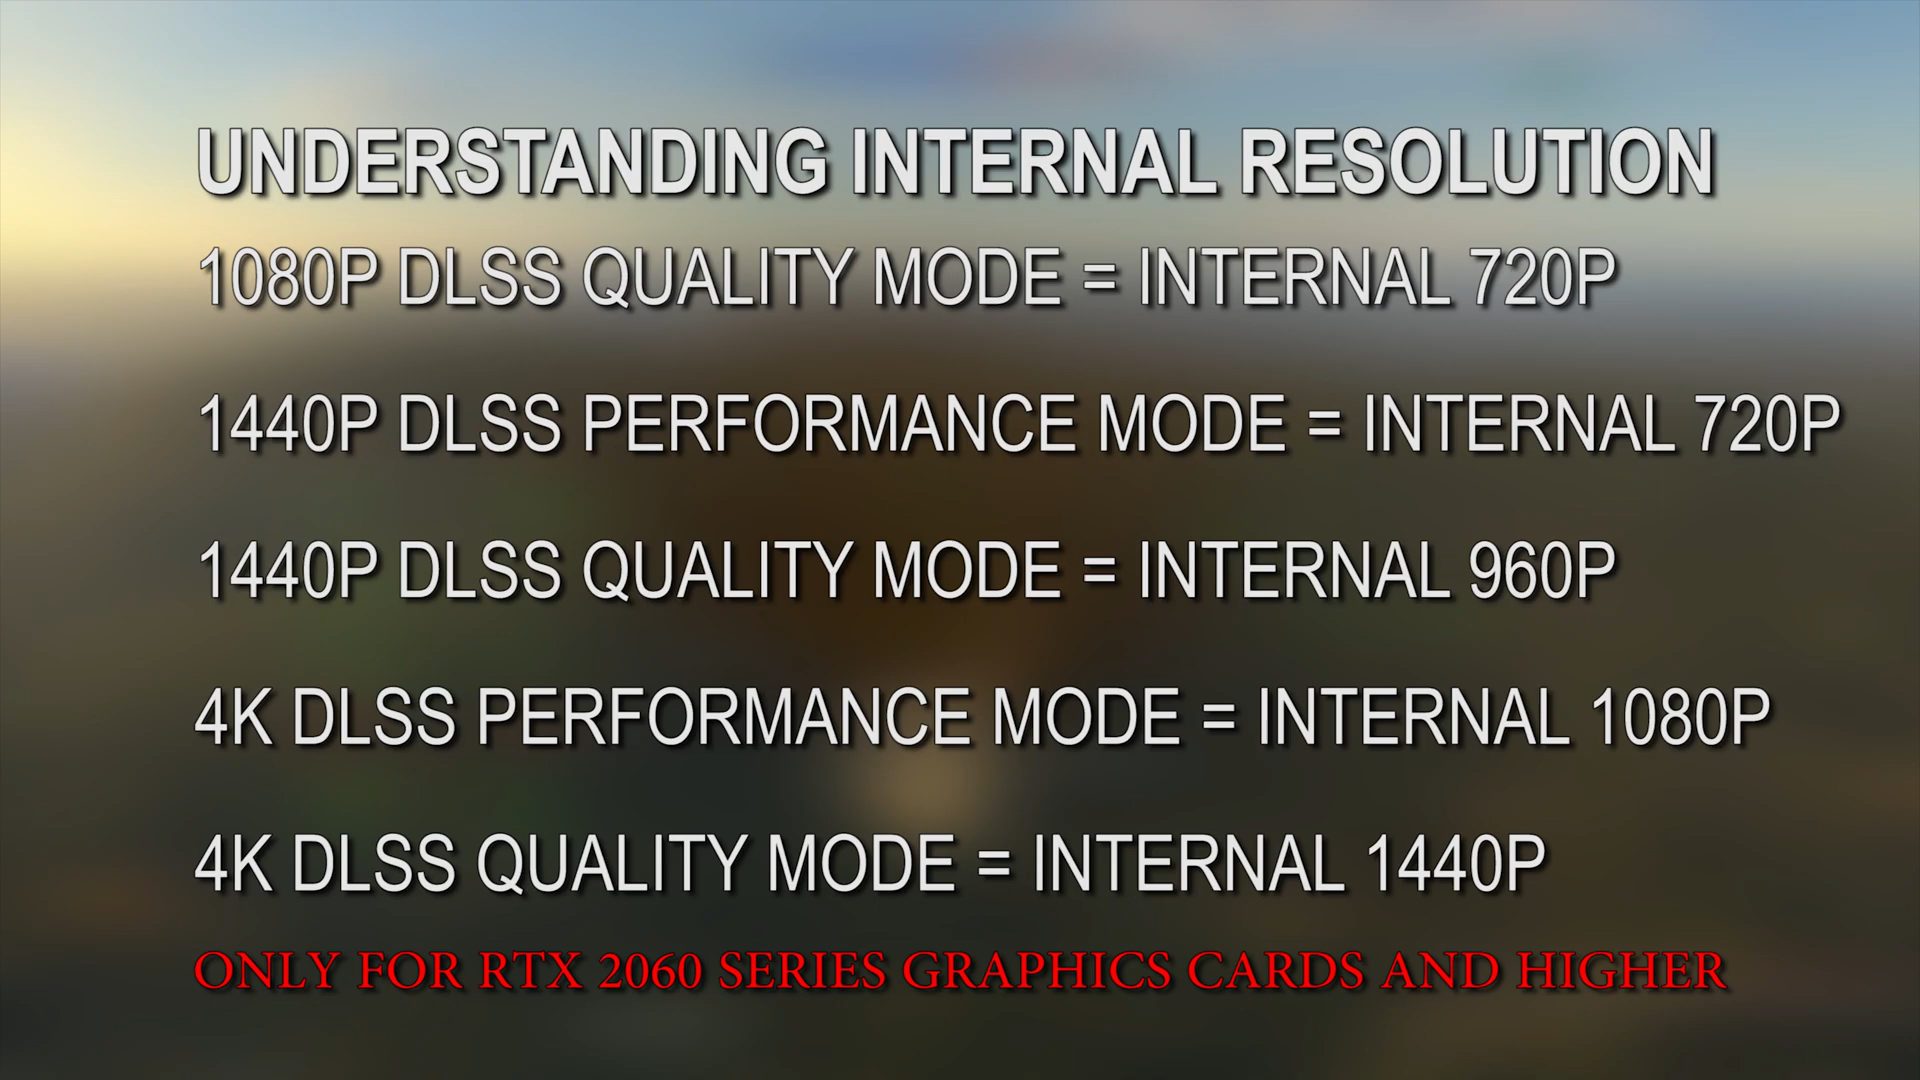 UNDERSTANDING INTERNAL RESOLUTION
1080P DLSS QUALITY MODE = INTERNAL 720P
1440P DLSS PERFORMANCE MODE = INTERNAL 720P
1440P DLSS QUALITY MODE = INTERNAL 960P
4K DLSS PERFORMANCE MODE = INTERNAL 1080P
4K DLSS QUALITY MODE = INTERNAL 1440P
ONLY FOR RTX 2060 SERIES GRAPHICS CARDS AND HIGHER